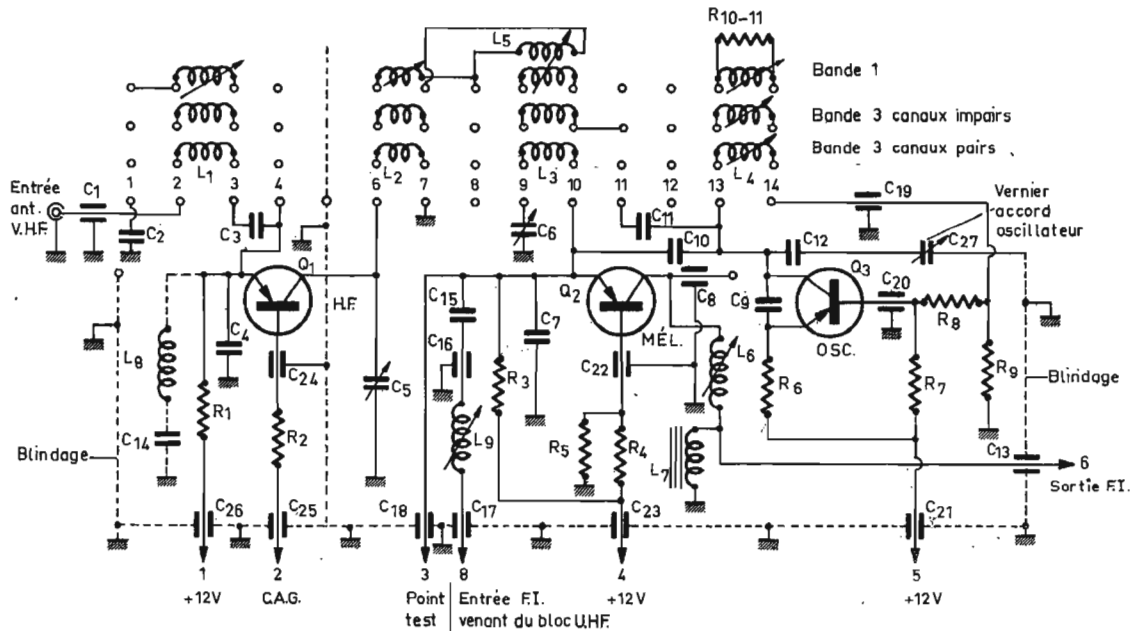 R10-11
L5
Bande 1
Bande 3 canaux impairs
Bande 3 canaux pairs
L1
L2
L3
L4
1 2 3 4 6 7 8 9 10 11 12 13 14
Entrée
ant.
V.H.F.
C1
C2
C3
C6
C11
C10
C12
C19
C27
Vernier
accord
oscillateur
Q1
H.F.
C15
C16
C7
Q2
MÉL.
C8
C9
Q3
OSC.
C20
R8
L8
C4
C24
C5
R3
C22
L6
R6
R7
R9
Blindage
R1
R2
L9
R5
R4
L7
C14
Blindage
C13
6
Sortie F.I.
C26
C25
C18
C17
C23
C21
1
+12V
2
C.A.G.
3
Point
test
8
Entrée F.I.
venant du bloc U.H.F.
4
+12V
5
+12V